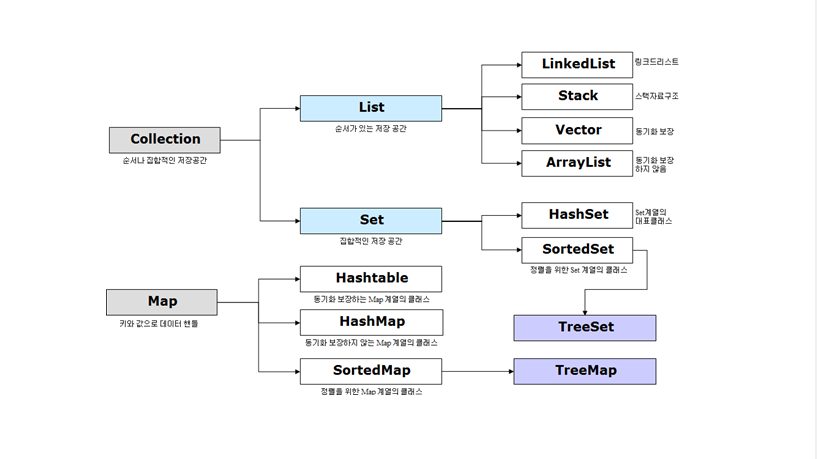 LinkedList
링크드리스트
Stack
스택자료구조
List
순서가 있는 저장 공간
Vector
동기화 보장
Collection
순서나 집합적인 저장공간
ArrayList
동기화 보장
하지 않음
HashSet
Set계열의
대표클래스
Set
집합적인 저장 공간
SortedSet
정렬을 위한 Set 계열의 클래스
Hashtable
동기화 보장하는 Map 계열의 클래스
Map
키와 값으로 데이터 핸들
HashMap
동기화 보장하지 않는 Map 계열의 클래스
TreeSet
SortedMap
정렬을 위한 Map 계열의 클래스
TreeMap